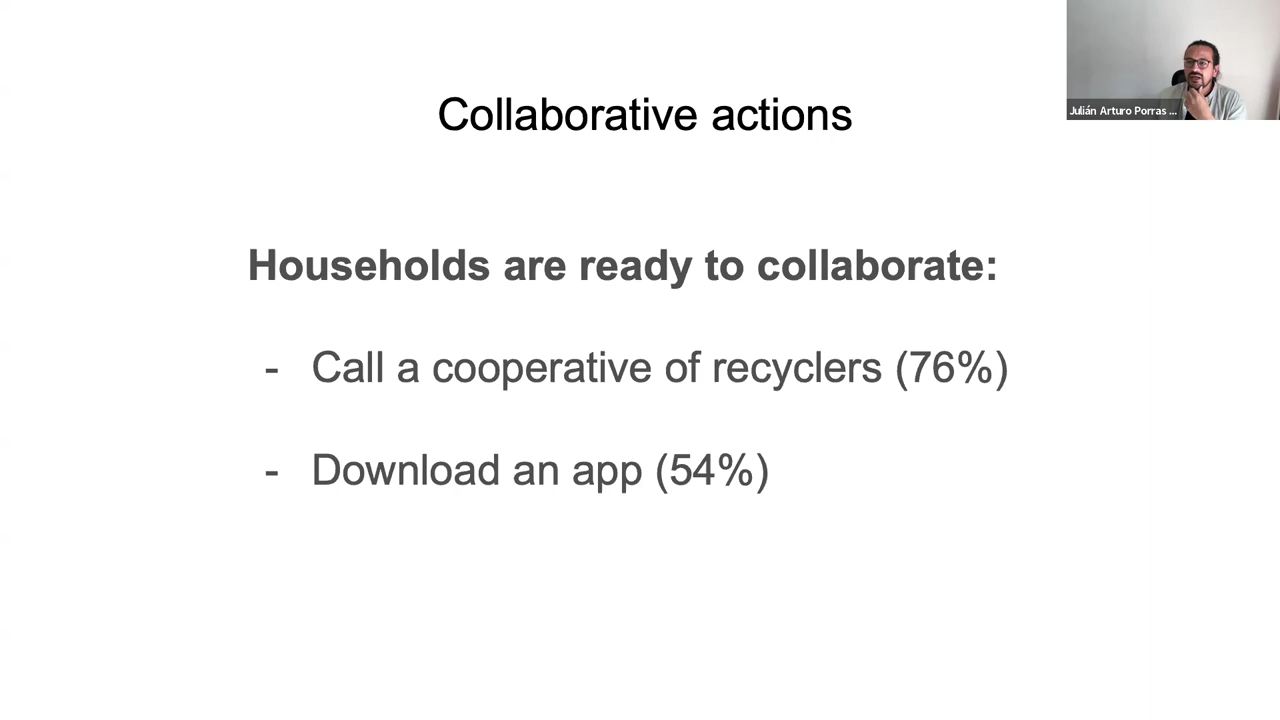 Collaborative actions
Julián Arturo Porras ...
Households are ready to collaborate:
- Call a cooperative of recyclers (76%)
- Download an app (54%)